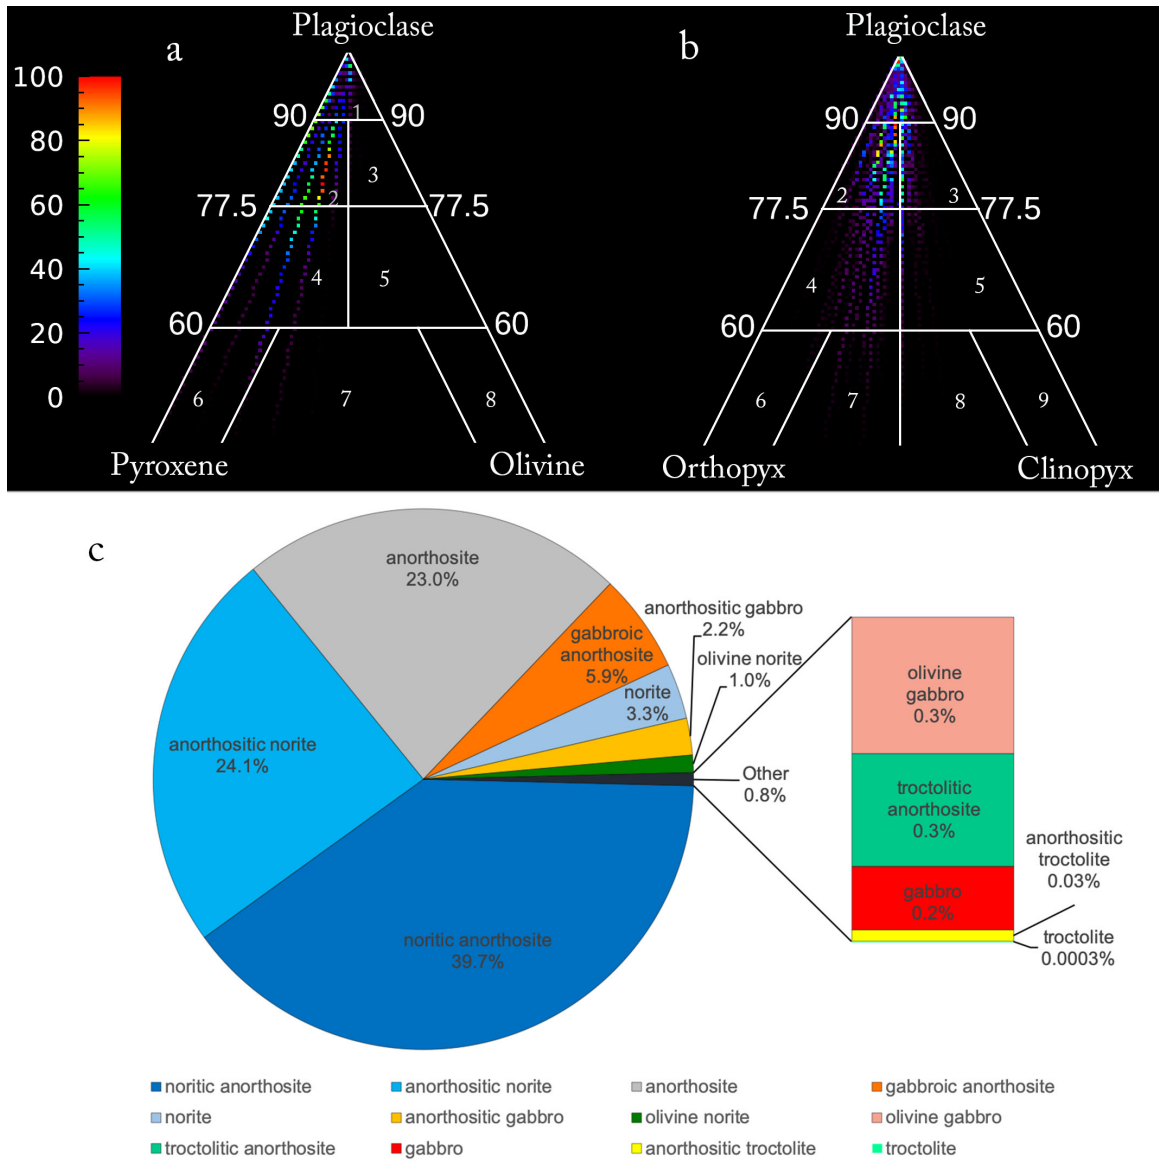 a
Plagioclase
100
80
60
40
20
0
90
90
1
3
2
77.5
77.5
4
5
60
60
6
7
8
Pyroxene
Olivine
b
Plagioclase
90
90
2
3
77.5
77.5
4
5
60
60
6
7
8
9
Orthopyx
Clinopyx
c
anorthosite
23.0%
gabbroic
anorthosite
5.9%
anorthositic gabbro
2.2%
olivine norite
1.0%
norite
3.3%
anorthositic norite
24.1%
Other
0.8%
noritic anorthosite
39.7%
olivine
gabbro
0.3%
troctolitic
anorthosite
0.3%
gabbro
0.2%
anorthositic
troctolite
0.03%
troctolite
0.0003%
noritic anorthosite
anorthositic norite
anorthosite
gabbroic anorthosite
norite
anorthositic gabbro
olivine norite
olivine gabbro
troctolitic anorthosite
gabbro
anorthositic troctolite
troctolite